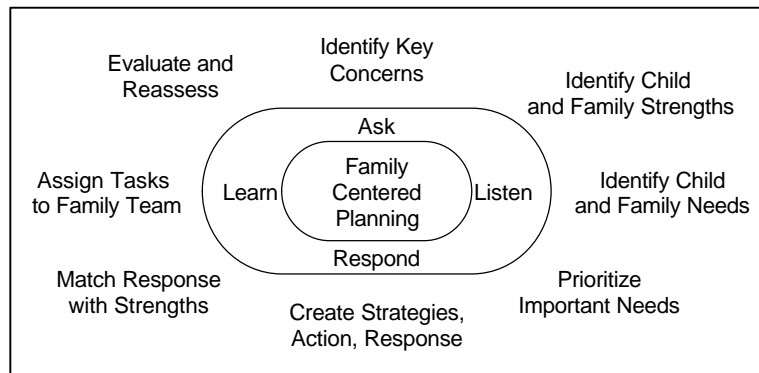 Identify Key
Concerns
Evaluate and
Reassess
Identify Child
and Family Strengths
Ask
Assign Tasks
to Family Team
Learn
Family
Centered
Planning
Listen
Identify Child
and Family Needs
Respond
Match Response
with Strengths
Prioritize
Important Needs
Create Strategies,
Action, Response